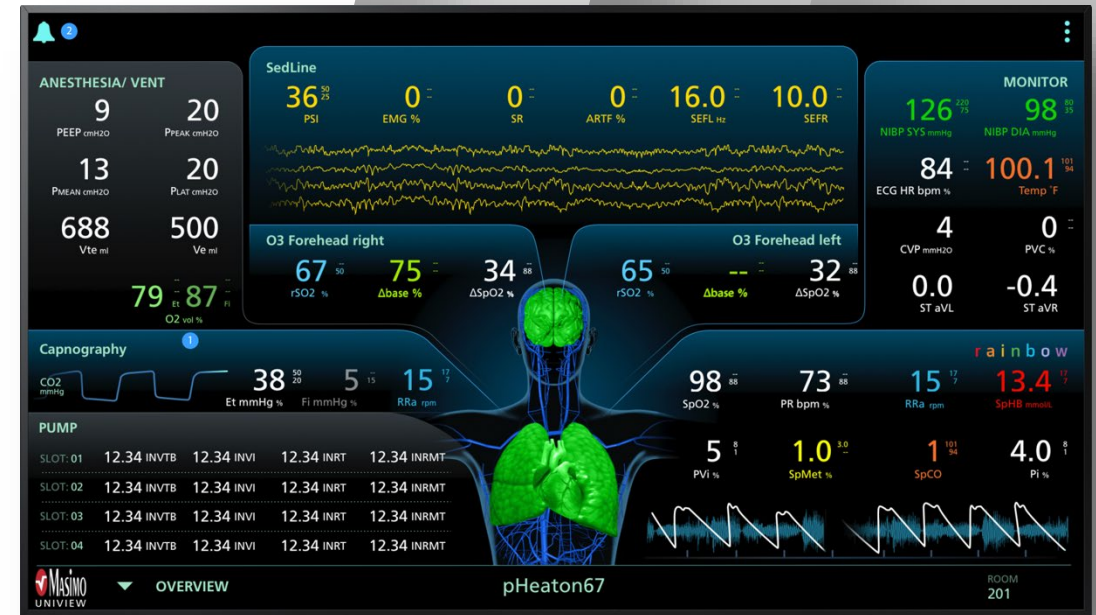 2
ANESTHESIA/ VENT
9 20
PEEP cmH2O PPEAK cmH2O
13 20
PMEAN cmH2O PLAT cmH2O
688 500
Vte ml Ve ml
79 Et 87 Fi
O2 vol %
SedLine
36 50 25 0 0 0 16.0 10.0
PSI EMG % SR ARTF % SEFL Hz SEFR
O3 Forehead right
67 50 75 34 88
rSO2 % Δbase % ΔSpO2 %
O3 Forehead left
65 50 -- 32 88
rSO2 % Δbase % ΔSpO2 %
MONITOR
126 220 75 98 80 35
NIBP SYS mmHg NIBP DIA mmHg
84 100.1 101 94
ECG HR bpm % Temp °F
4 0
CVP mmH2O PVC %
0.0 -0.4
ST aVL ST aVR
Capnography
1
CO2
mmHg
38 50 20 5 15 15 17 7
Et mmHg % Fi mmHg % RRa rpm
rainbow
98 88 73 88 15 17 7 13.4 17 7
SpO2 % PR bpm % RRa rpm SpHB mmol/L
5 8 1 1.0 3.0 1 101 94 4.0 8 1
PVi % SpMet % SpCO Pi %
PUMP
SLOT: 01 12.34 INVTB 12.34 INVI 12.34 INRT 12.34 INRMT
SLOT: 02 12.34 INVTB 12.34 INVI 12.34 INRT 12.34 INRMT
SLOT: 03 12.34 INVTB 12.34 INVI 12.34 INRT 12.34 INRMT
SLOT: 04 12.34 INVTB 12.34 INVI 12.34 INRT 12.34 INRMT
MASIMO
UNIVIEW
OVERVIEW
pHeaton67
ROOM
201